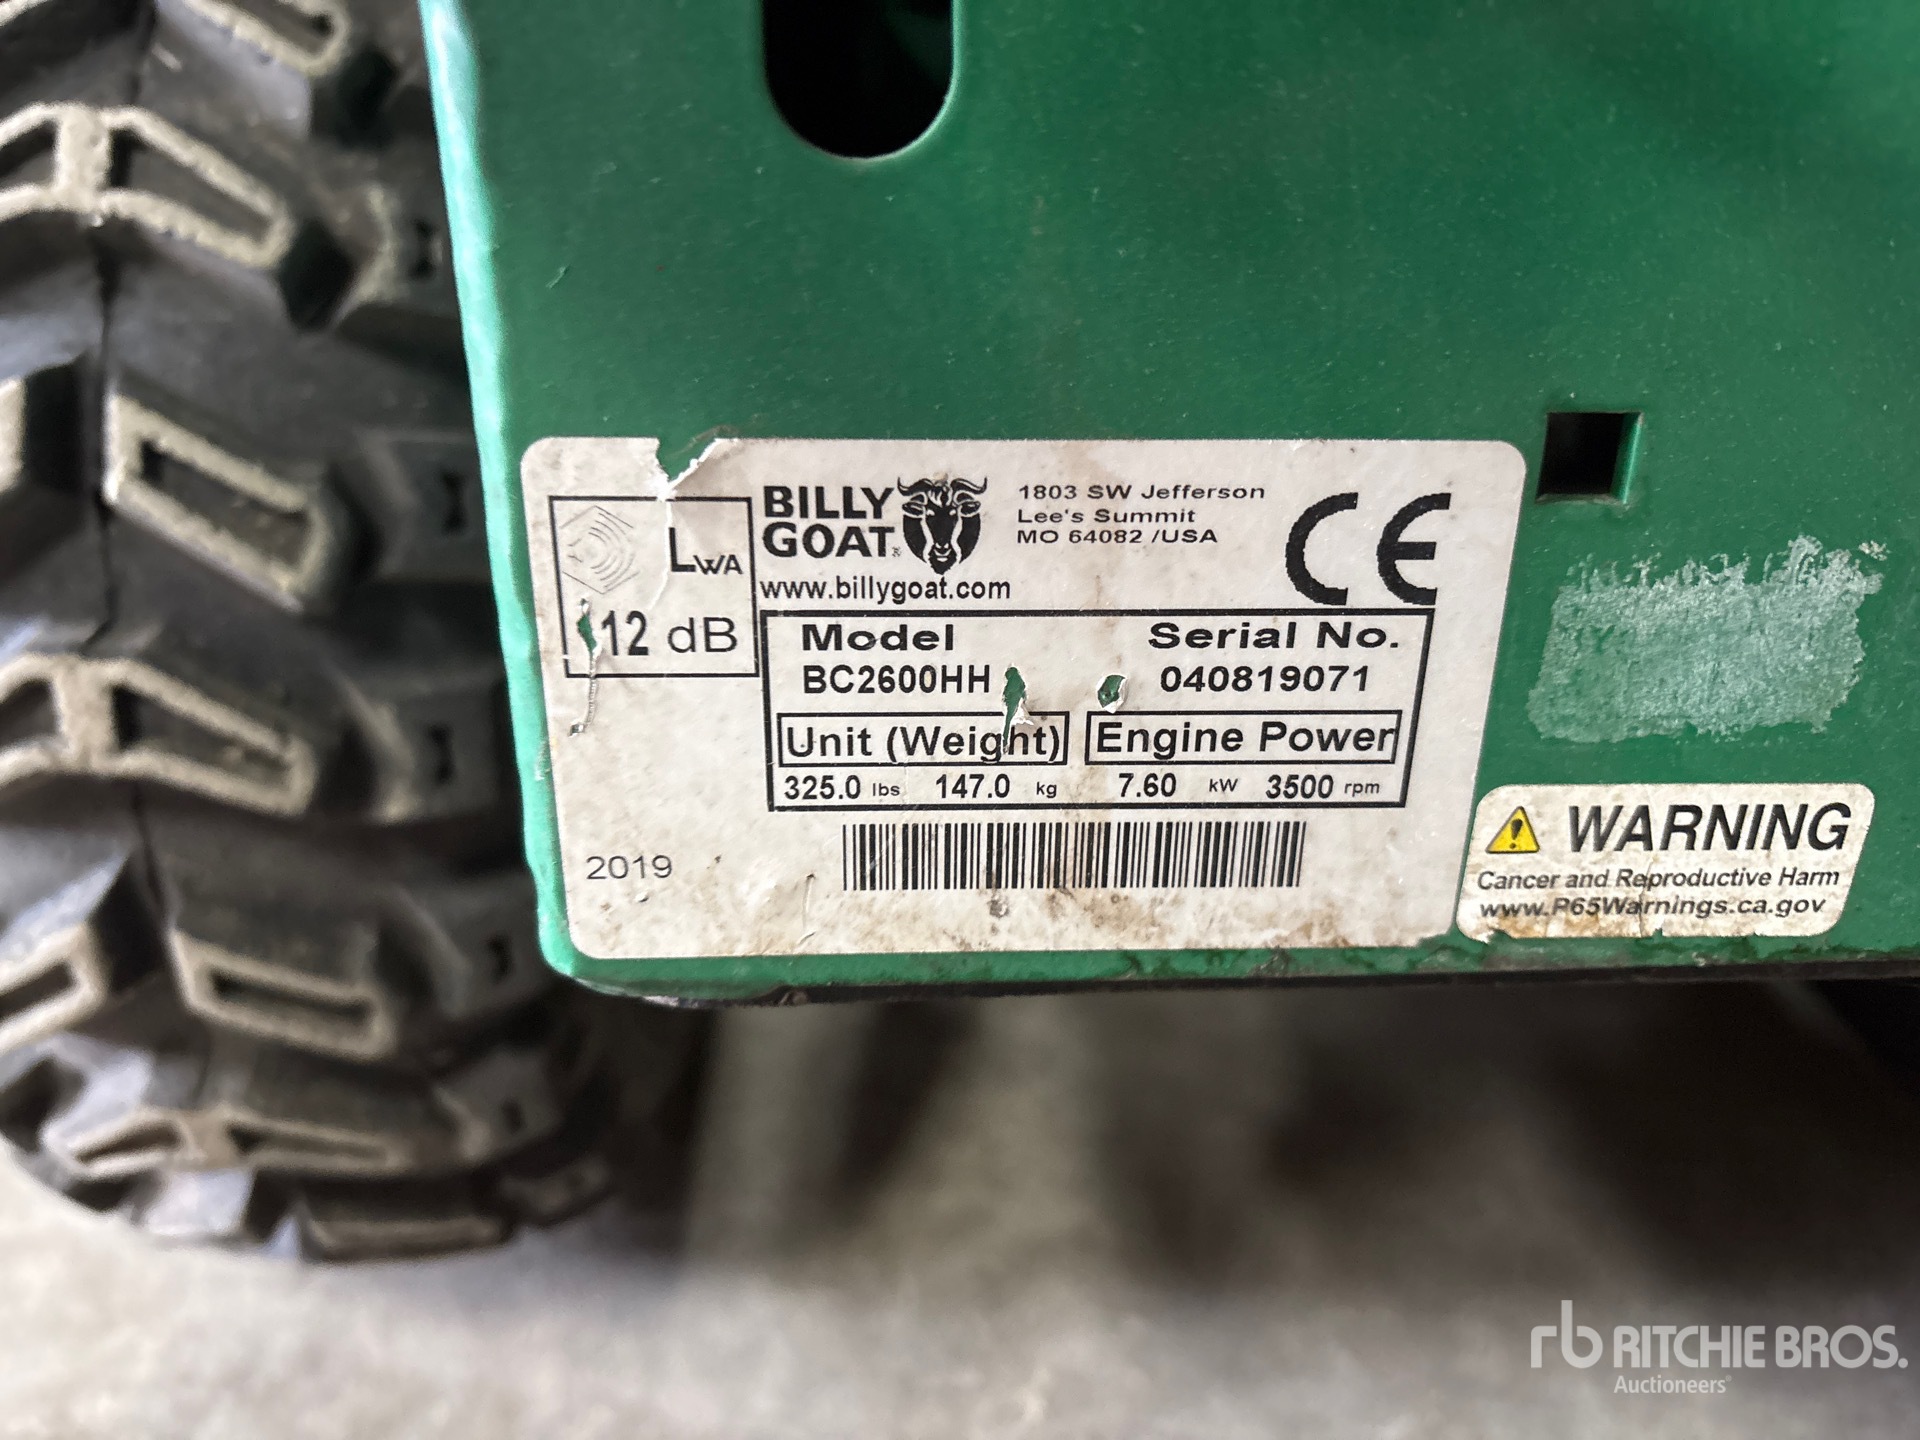 LWA
112 dB
BILLY
GOAT®
www.billygoat.com
1803 SW Jefferson
Lee's Summit
MO 64082 /USA
CE
Model Serial No.
BC2600HH 040819071
Unit (Weight) Engine Power
325.0 lbs 147.0 kg 7.60 kW 3500 rpm
2019
WARNING
Cancer and Reproductive Harm
www.P65Warnings.ca.gov
rb RITCHIE BROS.
Auctioneers